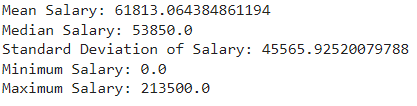 Mean Salary: 61813.064384861194
Median Salary: 53850.0
Standard Deviation of Salary: 45565.92520079788
Minimum Salary: 0.0
Maximum Salary: 213500.0